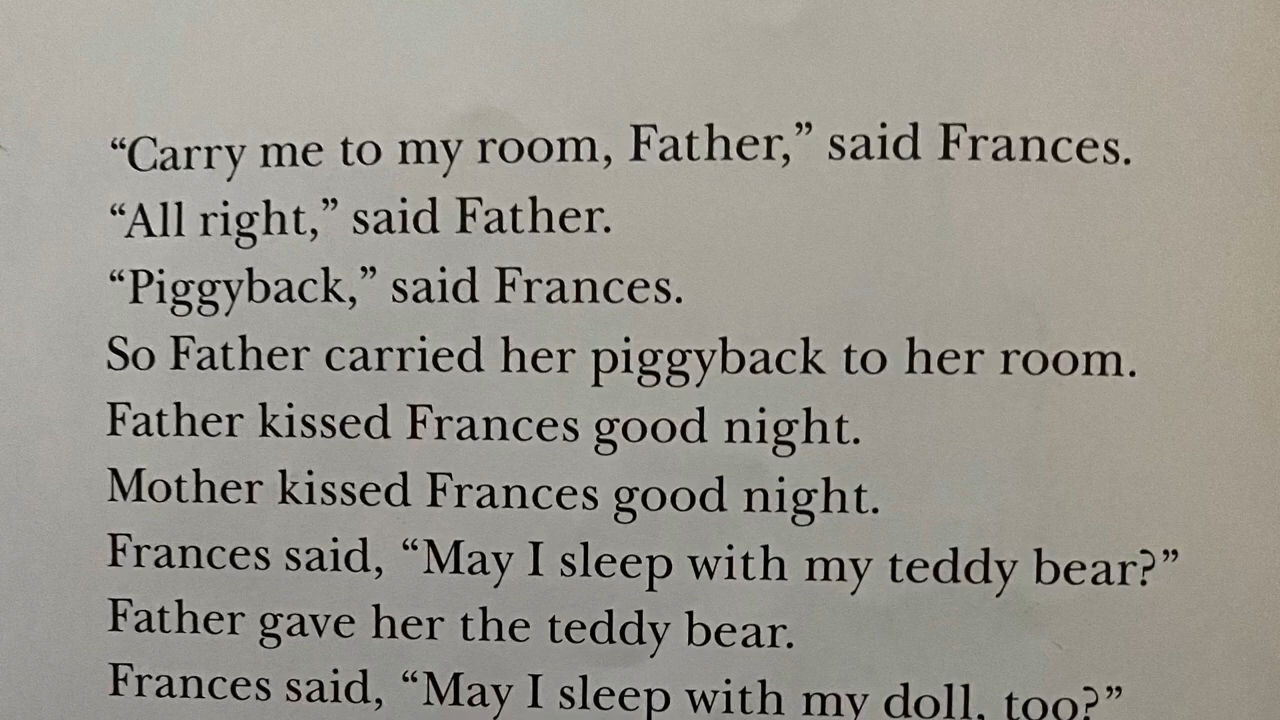 “Carry me to my room, Father,” said Frances.
“All right,” said Father.
“Piggyback,” said Frances.
So Father carried her piggyback to her room.
Father kissed Frances good night.
Mother kissed Frances good night.
Frances said, “May I sleep with my teddy bear?”
Father gave her the teddy bear.
Frances said, “May I sleep with my doll, too?”